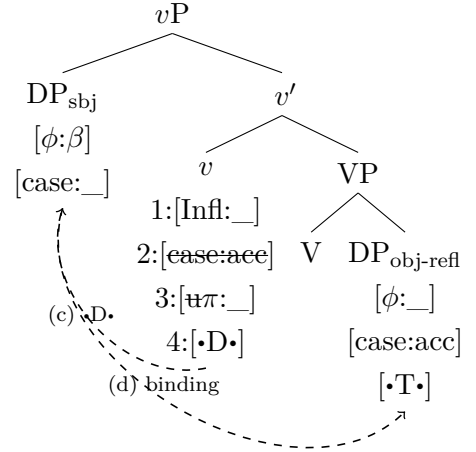 vP
DP_sbj
[ϕ:β]
[case:_]
v′
v
1:[Infl:_]
2:[case:acc]
3:[uπ:_]
4:[•D•]
VP
V
DP_obj-refl
[ϕ:_]
[case:acc]
[•T•]
(c) •D•
(d) binding